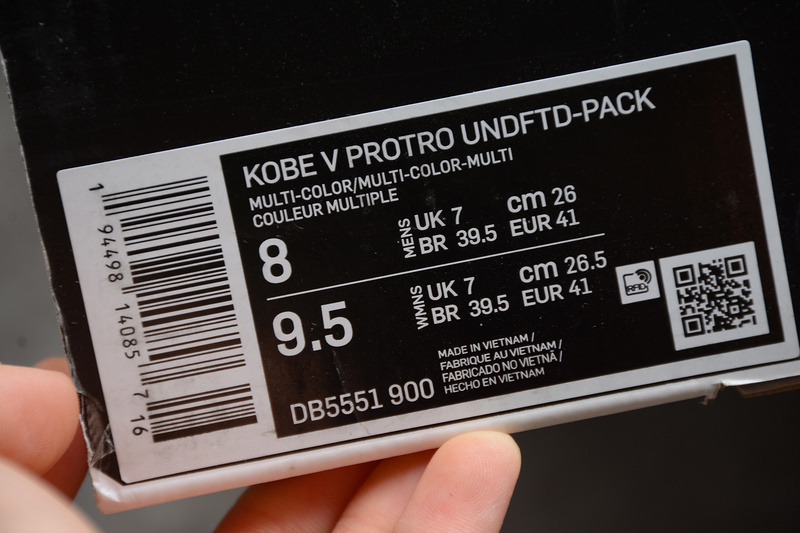 KOBE V PROTRO UNDFTD-PACK
MULTI-COLOR/MULTI-COLOR-MULTI
COULEUR MULTIPLE
8
MENS
UK 7 cm 26
BR 39.5 EUR 41
9.5
WMNS
UK 7 cm 26.5
BR 39.5 EUR 41
RFID
DB5551 900
MADE IN VIETNAM /
FABRIQUE AU VIETNAM /
FABRICADO NO VIETNÃ /
HECHO EN VIETNAM
1 94498 14085 7 16